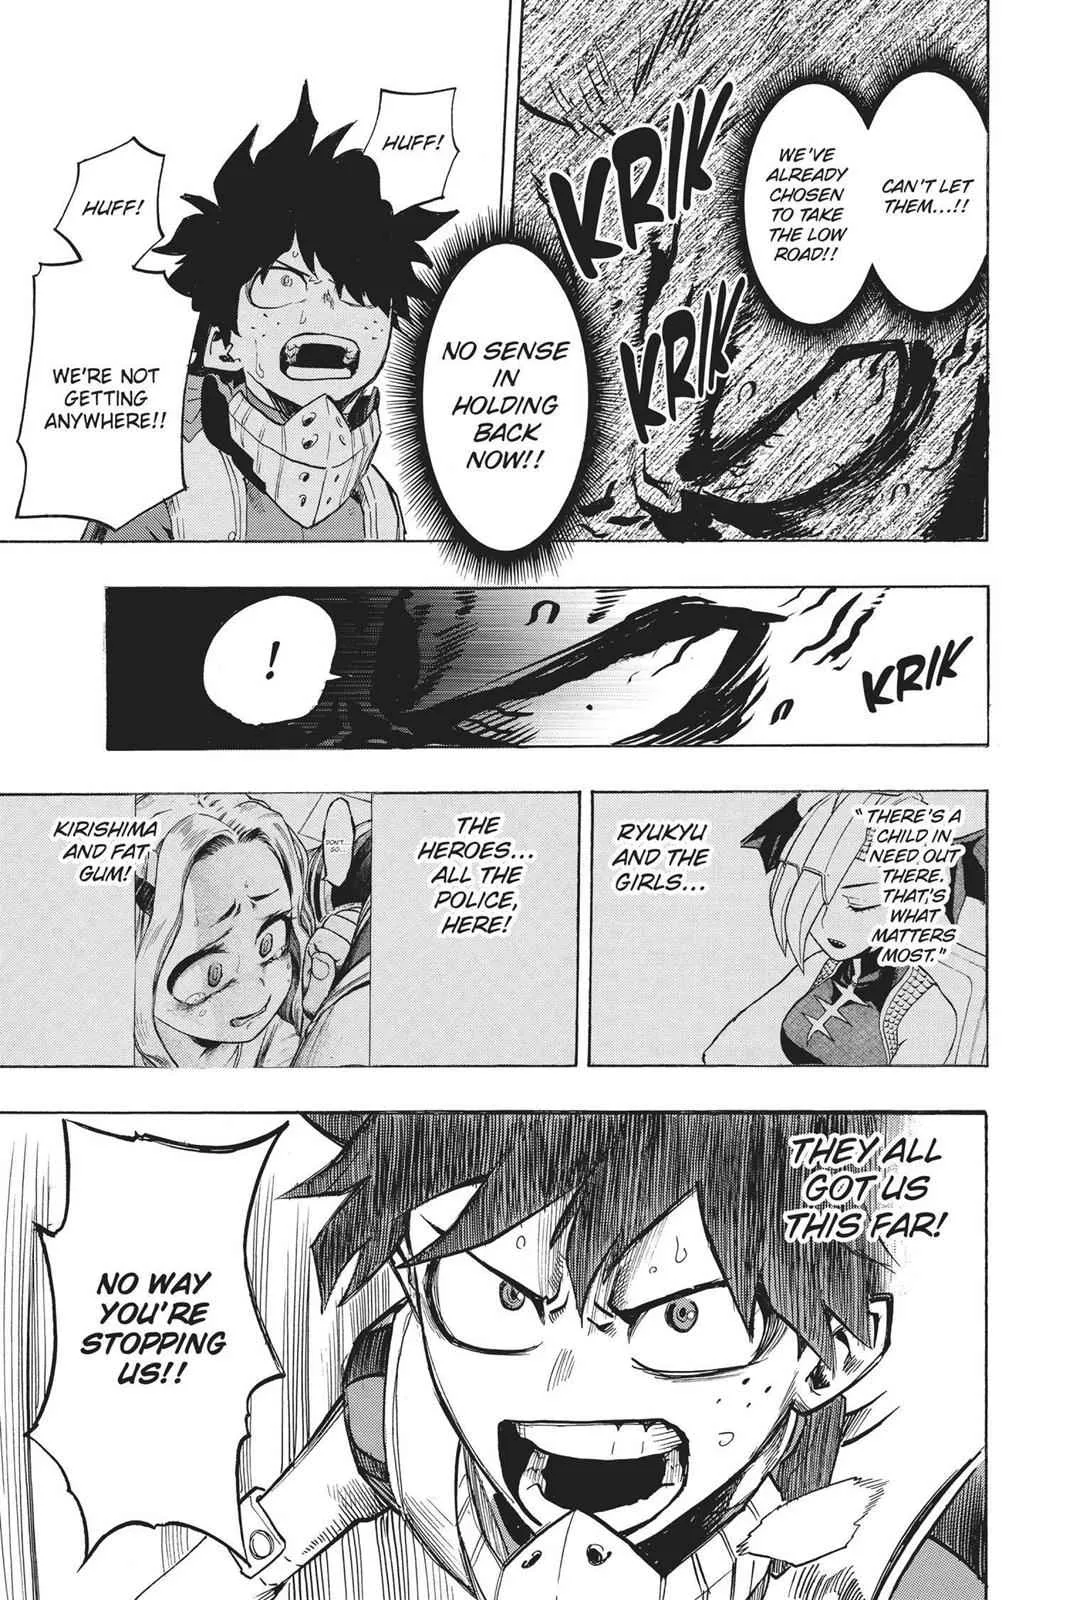 CAN'T LET
THEM...!!
WE'VE
ALREADY
CHOSEN
TO TAKE
THE LOW
ROAD!!
KRIK
KRIK
KRIK
KRIK
NO SENSE
IN
HOLDING
BACK
NOW!!
HUFF!
HUFF!
WE'RE NOT
GETTING
ANYWHERE!!
!
KRIK
"THERE'S A
CHILD IN
NEED OUT
THERE.
THAT'S
WHAT
MATTERS
MOST."
RYUKYU
AND THE
GIRLS...
THE
HEROES...
ALL THE
POLICE,
HERE!
DON'T...
GO...
KIRISHIMA
AND FAT
GUM!
THEY ALL
GOT US
THIS FAR!
NO WAY
YOU'RE
STOPPING
US!!